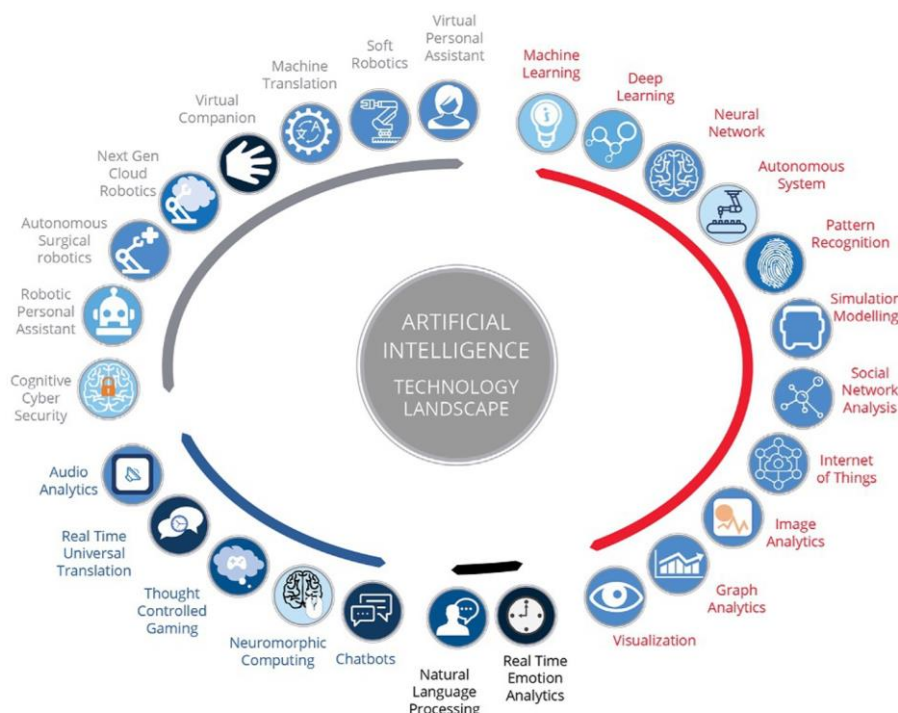 ARTIFICIAL
INTELLIGENCE
TECHNOLOGY
LANDSCAPE
Machine
Learning
Deep
Learning
Neural
Network
Autonomous
System
Pattern
Recognition
Simulation
Modelling
Social
Network
Analysis
Internet
of Things
Image
Analytics
Graph
Analytics
Visualization
Real Time
Emotion
Analytics
Natural
Language
Processing
Chatbots
Neuromorphic
Computing
Thought
Controlled
Gaming
Real Time
Universal
Translation
Audio
Analytics
Cognitive
Cyber
Security
Robotic
Personal
Assistant
Autonomous
Surgical
robotics
Next Gen
Cloud
Robotics
Virtual
Companion
Machine
Translation
A
文
Soft
Robotics
Virtual
Personal
Assistant